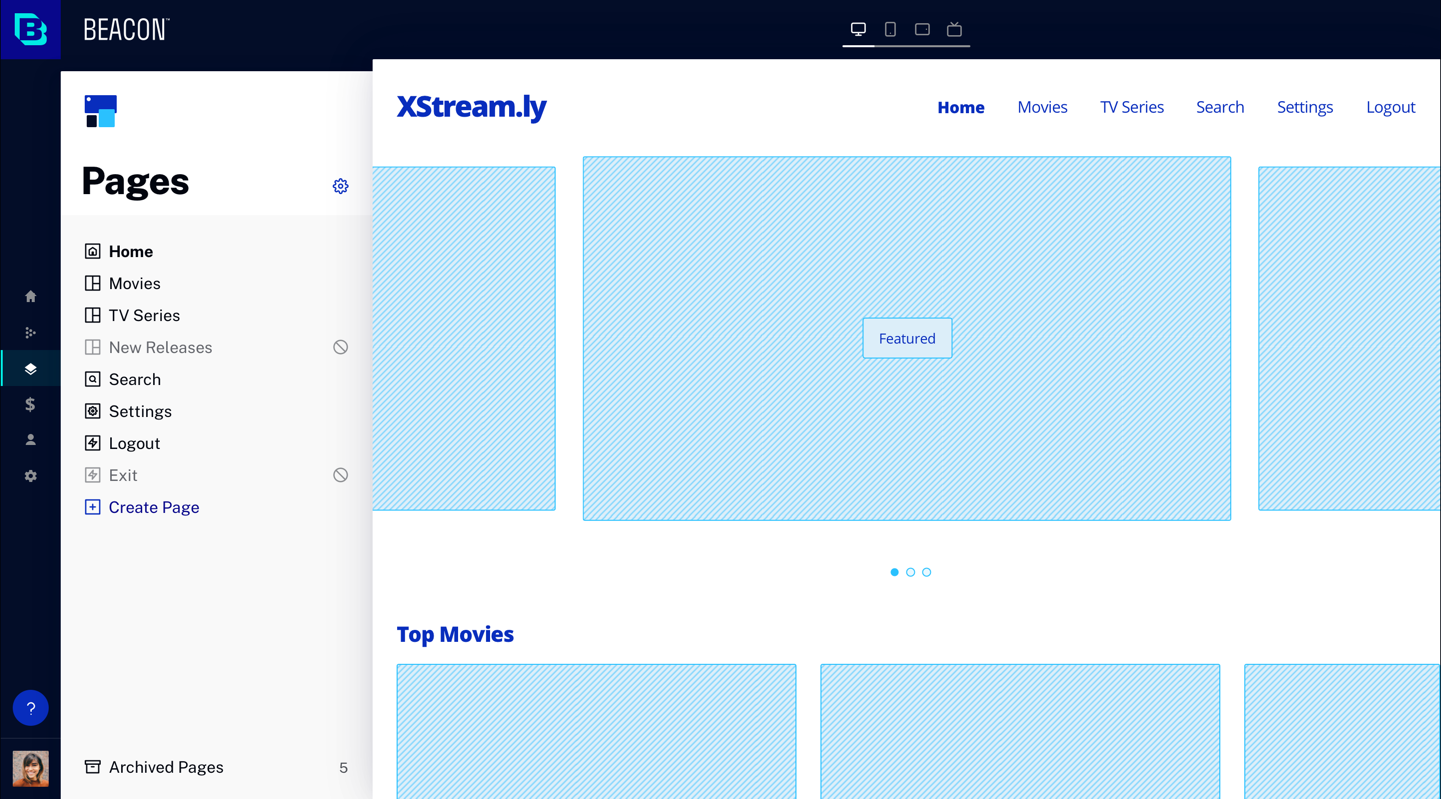 BEACON™
XStream.ly
Home Movies TV Series Search Settings Logout
Pages
Home
Movies
TV Series
New Releases
Search
Settings
Logout
Exit
Create Page
Featured
Top Movies
$
?
Archived Pages 5